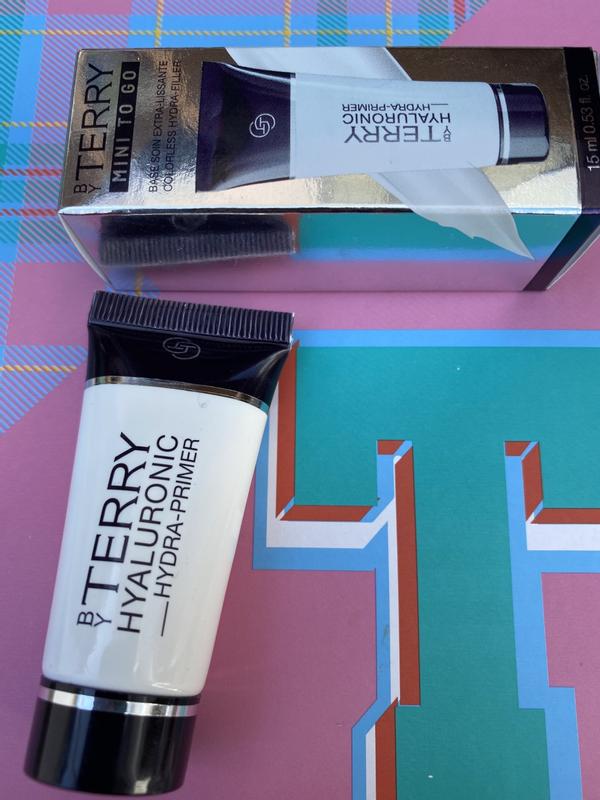 BY TERRY
MINI TO GO
BASE SOIN EXTRA-LISSANTE
COLORLESS HYDRA-FILLER
BY TERRY
HYALURONIC
HYDRA-PRIMER
15 ml 0.53 fl oz.
BY TERRY
HYALURONIC
HYDRA-PRIMER